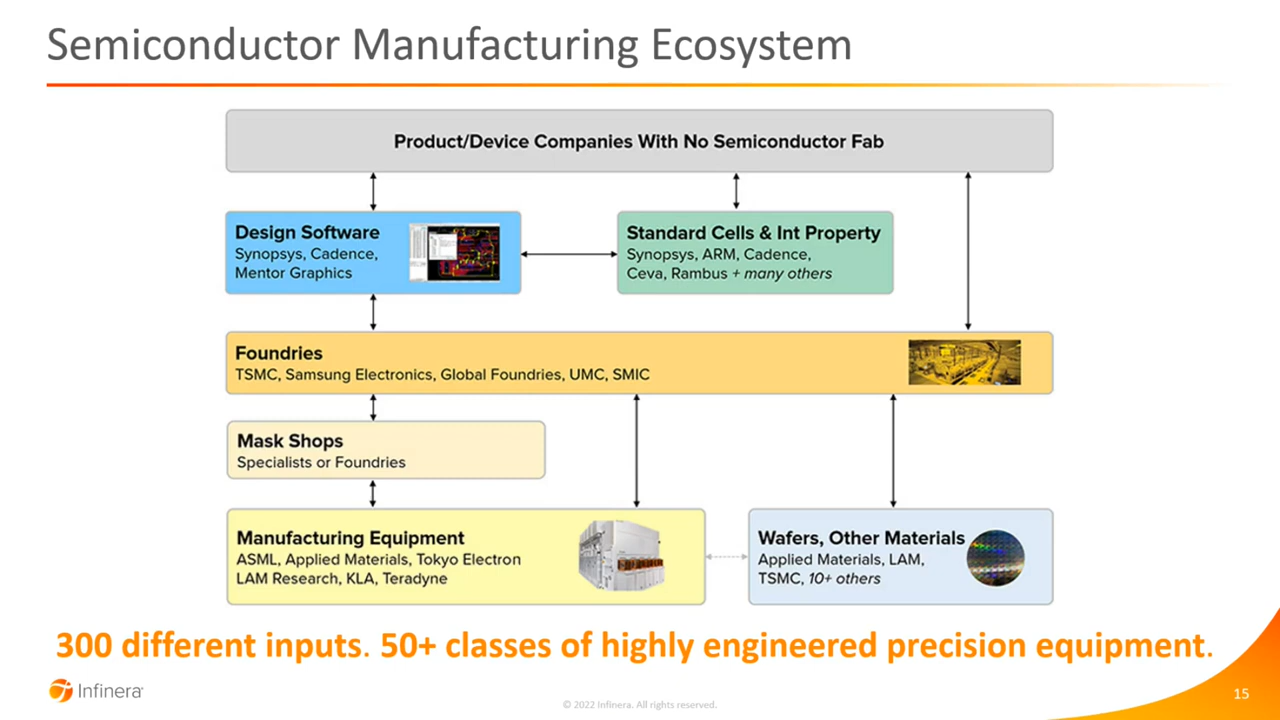 Semiconductor Manufacturing Ecosystem
Product/Device Companies With No Semiconductor Fab
Design Software
Synopsys, Cadence,
Mentor Graphics
Standard Cells & Int Property
Synopsys, ARM, Cadence,
Ceva, Rambus + many others
Foundries
TSMC, Samsung Electronics, Global Foundries, UMC, SMIC
Mask Shops
Specialists or Foundries
Manufacturing Equipment
ASML, Applied Materials, Tokyo Electron
LAM Research, KLA, Teradyne
Wafers, Other Materials
Applied Materials, LAM,
TSMC, 10+ others
300 different inputs. 50+ classes of highly engineered precision equipment.
Infinera
© 2022 Infinera. All rights reserved.
15